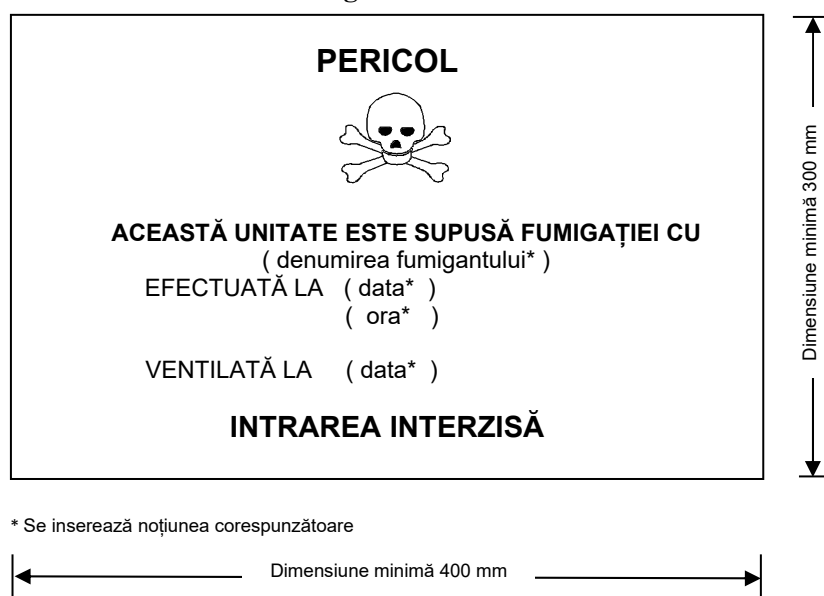 PERICOL
ACEASTĂ UNITATE ESTE SUPUSĂ FUMIGAȚIEI CU
( denumirea fumigantului* )
EFECTUATĂ LA ( data* )
( ora* )
VENTILATĂ LA ( data* )
INTRAREA INTERZISĂ
Dimensiune minimă 300 mm
* Se inserează noțiunea corespunzătoare
Dimensiune minimă 400 mm